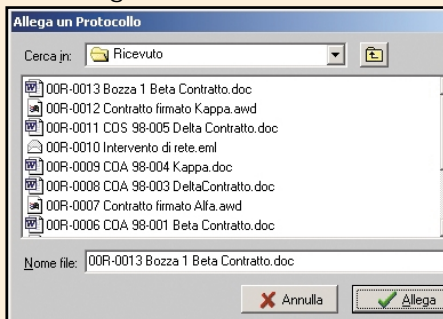 Allega un Protocollo
Cerca in: Ricevuto
00R-0013 Bozza 1 Beta Contratto.doc
00R-0012 Contratto firmato Kappa.awd
00R-0011 COS 98-005 Delta Contratto.doc
00R-0010 Intervento di rete.eml
00R-0009 COA 98-004 Kappa.doc
00R-0008 COA 98-003 DeltaContratto.doc
00R-0007 Contratto firmato Alfa.awd
00R-0006 COA 98-001 Beta Contratto.doc
Nome file: 00R-0013 Bozza 1 Beta Contratto.doc
Annulla Allega